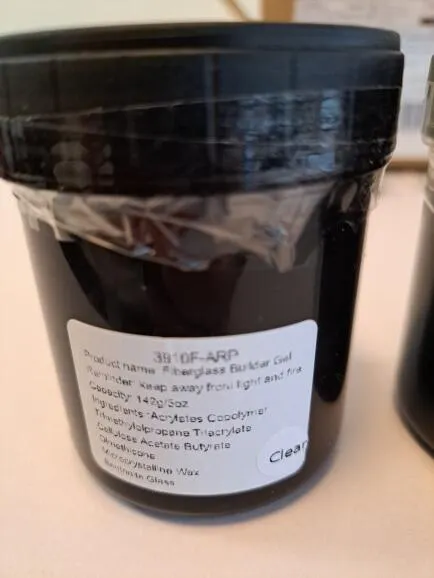 3910F-ARP
Product name: Fiberglass Builder Gel
Reminder: Keep away from light and fire
Capacity: 142g/5oz
Ingredients: Acrylates Copolymer
Trimethylolpropane Triacrylate
Cellulose Acetate Butyrate
Dimethicone
Microcrystalline Wax
Bentonite Glass
Clear